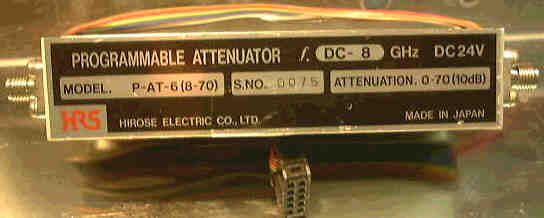 PROGRAMMABLE ATTENUATOR f. DC- 8 GHz DC24V
MODEL. P-AT-6(8-70) S.NO. 0075 ATTENUATION. 0-70(10dB)
HRS HIROSE ELECTRIC CO., LTD. MADE IN JAPAN